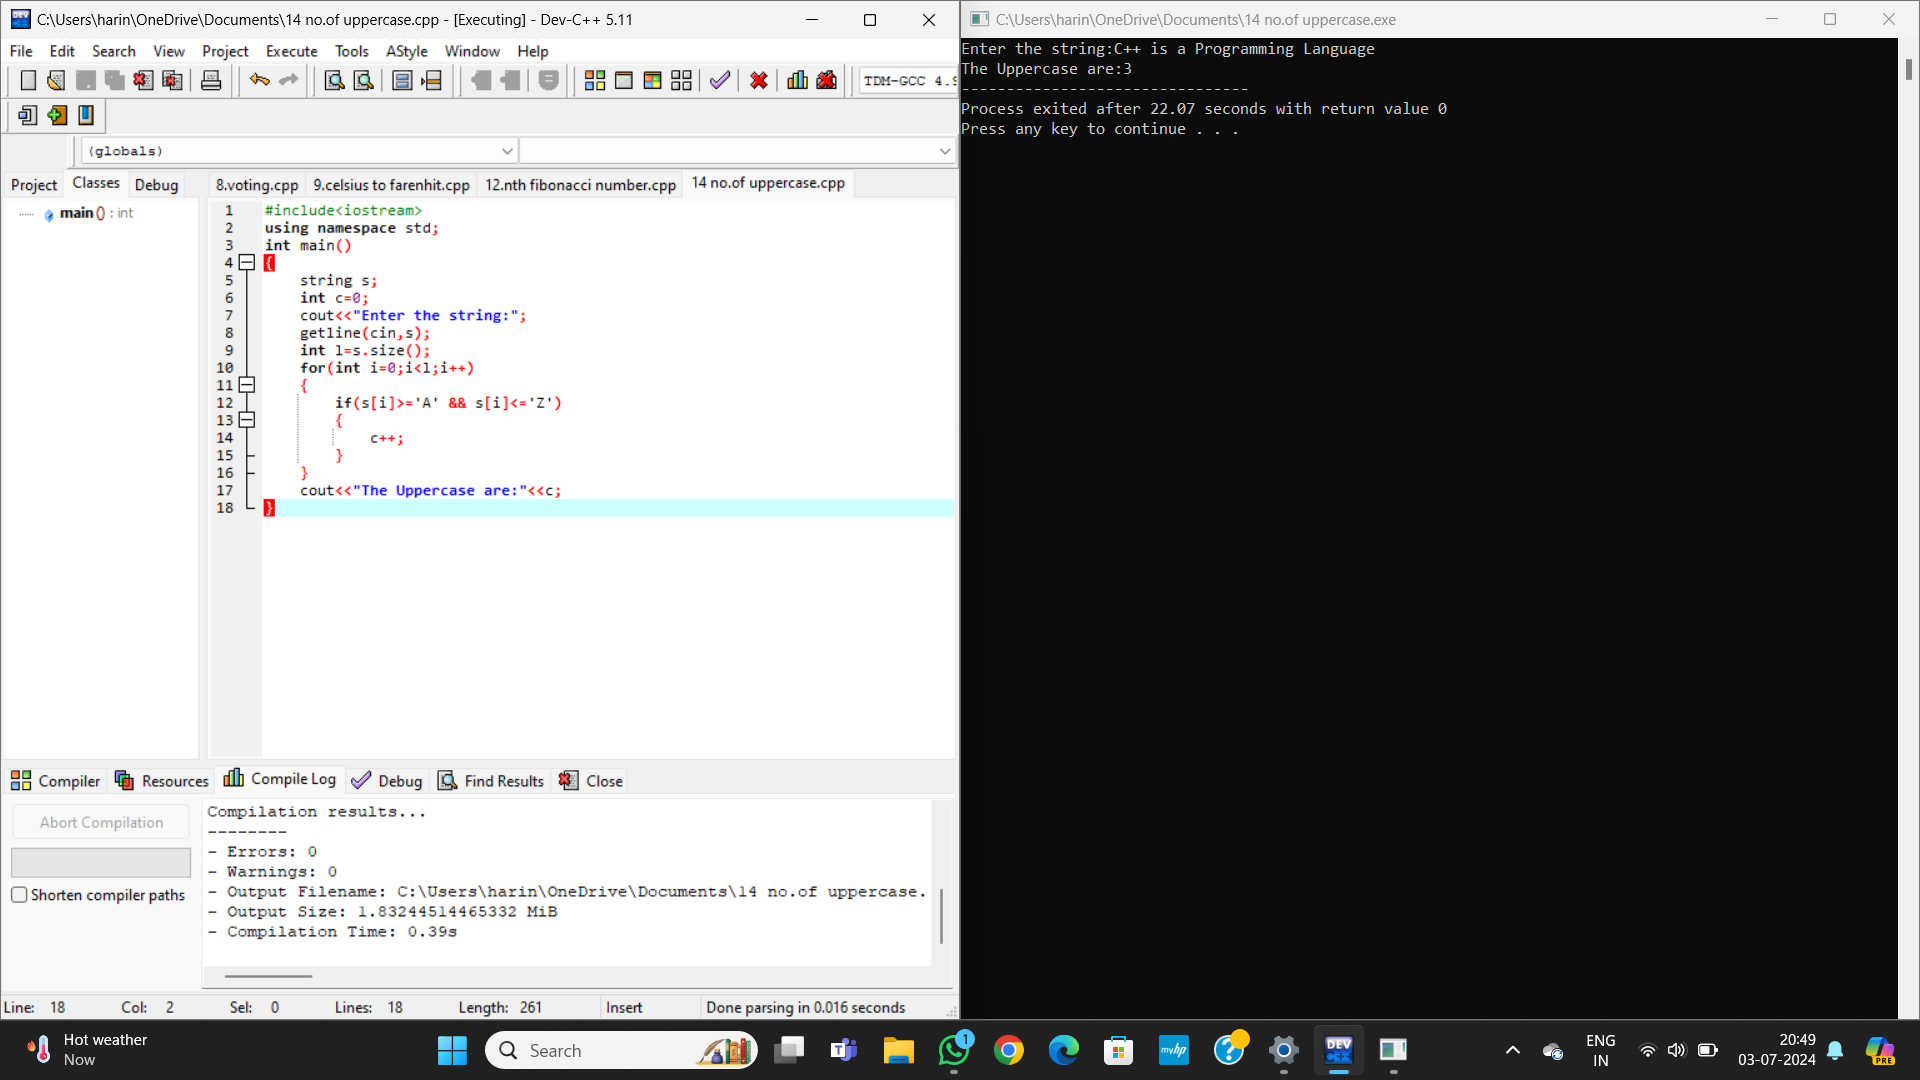 C:\Users\harin\OneDrive\Documents\14 no.of uppercase.cpp - [Executing] - Dev-C++ 5.11
File Edit Search View Project Execute Tools AStyle Window Help
TDM-GCC 4.9
(globals)
Project Classes Debug
main () : int
8.voting.cpp 9.celsius to farenhit.cpp 12.nth fibonacci number.cpp 14 no.of uppercase.cpp
1 #include<iostream>
2 using namespace std;
3 int main()
4 {
5 string s;
6 int c=0;
7 cout<<"Enter the string:";
8 getline(cin,s);
9 int l=s.size();
10 for(int i=0;i<l;i++)
11 {
12 if(s[i]>='A' && s[i]<='Z')
13 {
14 c++;
15 }
16 }
17 cout<<"The Uppercase are:"<<c;
18 }
Compiler Resources Compile Log Debug Find Results Close
Abort Compilation
Shorten compiler paths
Compilation results...
--------
- Errors: 0
- Warnings: 0
- Output Filename: C:\Users\harin\OneDrive\Documents\14 no.of uppercase.
- Output Size: 1.83244514465332 MiB
- Compilation Time: 0.39s
Line: 18 Col: 2 Sel: 0 Lines: 18 Length: 261 Insert Done parsing in 0.016 seconds
C:\Users\harin\OneDrive\Documents\14 no.of uppercase.exe
Enter the string:C++ is a Programming Language
The Uppercase are:3
--------------------------------
Process exited after 22.07 seconds with return value 0
Press any key to continue . . .
Hot weather
Now
Search
1
myhp
DEV
C++
ENG
IN
20:49
03-07-2024
PRE